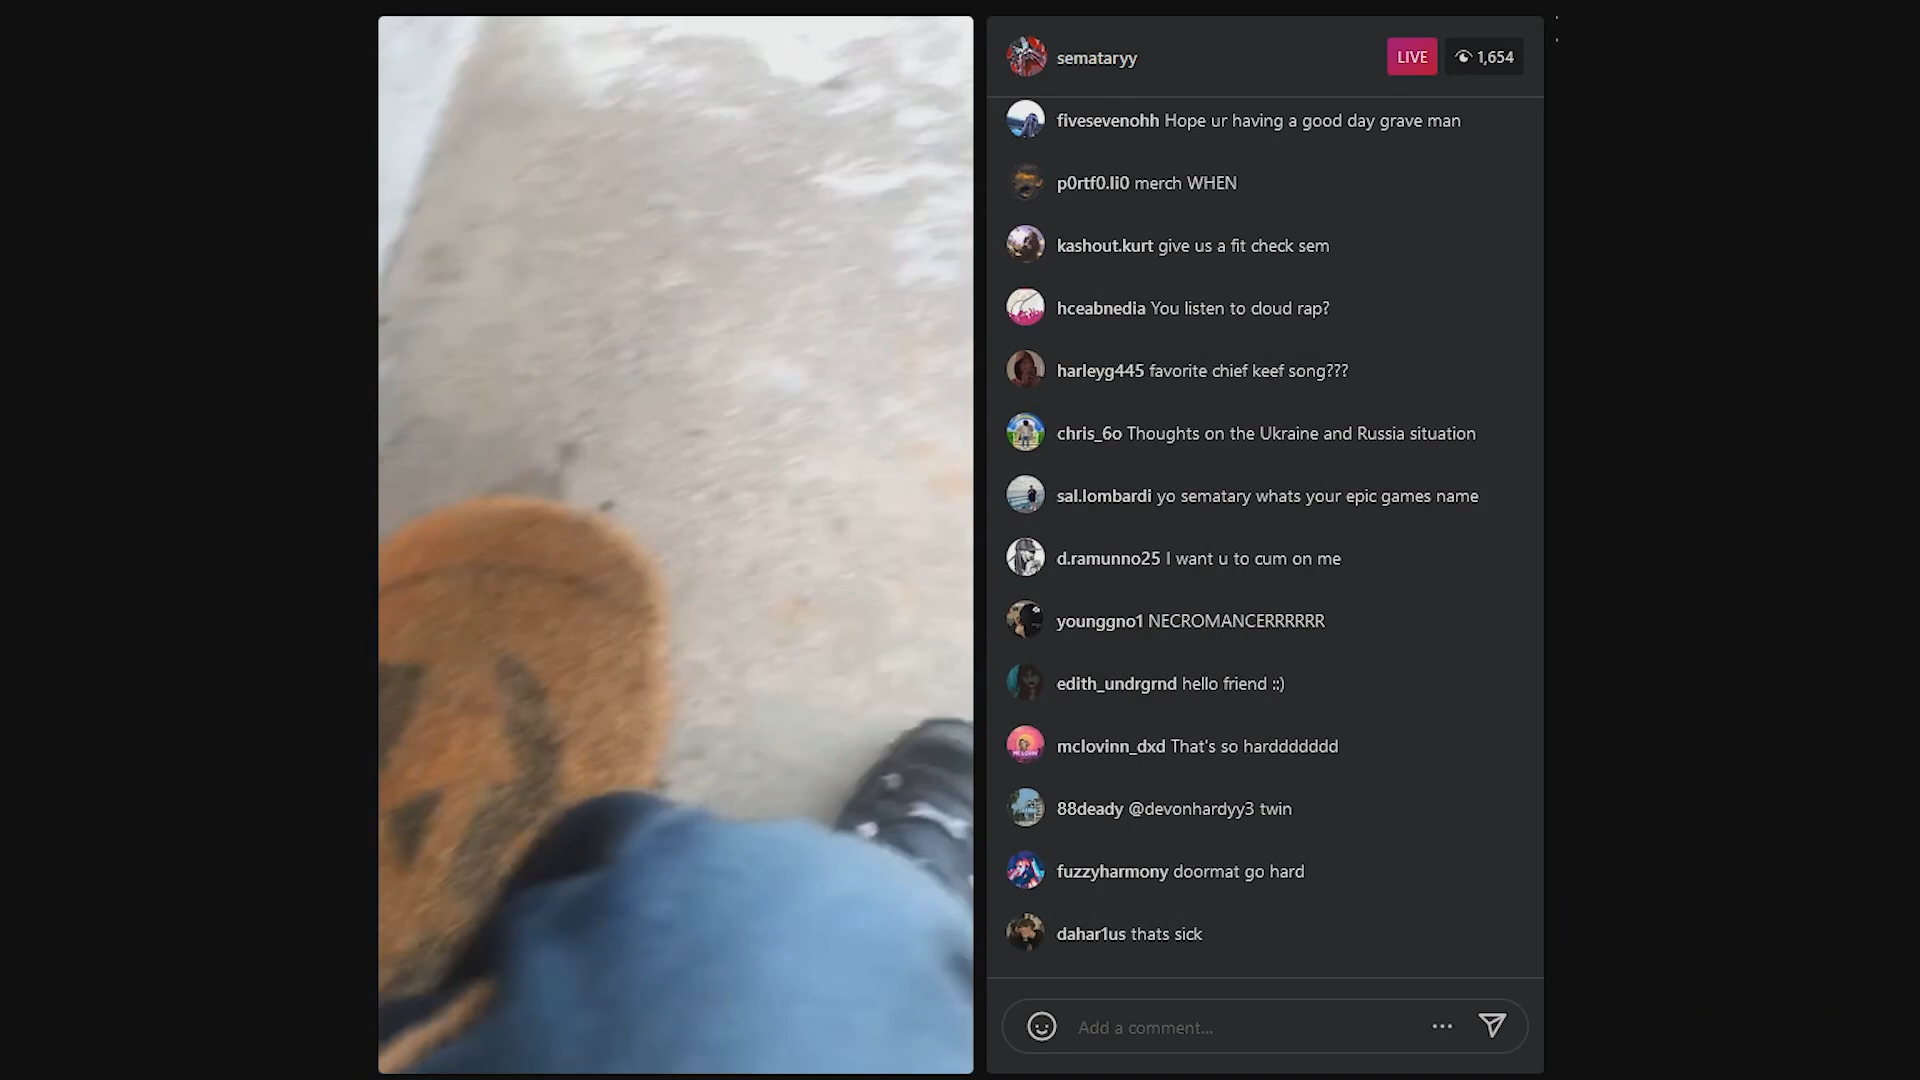 semataryy
LIVE
1,654
fivesevenohh Hope ur having a good day grave man
p0rtf0.li0 merch WHEN
kashout.kurt give us a fit check sem
hceabnedia You listen to cloud rap?
harleyg445 favorite chief keef song???
chris_6o Thoughts on the Ukraine and Russia situation
sal.lombardi yo sematary whats your epic games name
d.ramunno25 I want u to cum on me
younggno1 NECROMANCERRRRRR
edith_undrgrnd hello friend ::)
mclovinn_dxd That's so harddddddd
88deady @devonhardyy3 twin
fuzzyharmony doormat go hard
dahar1us thats sick
Add a comment...